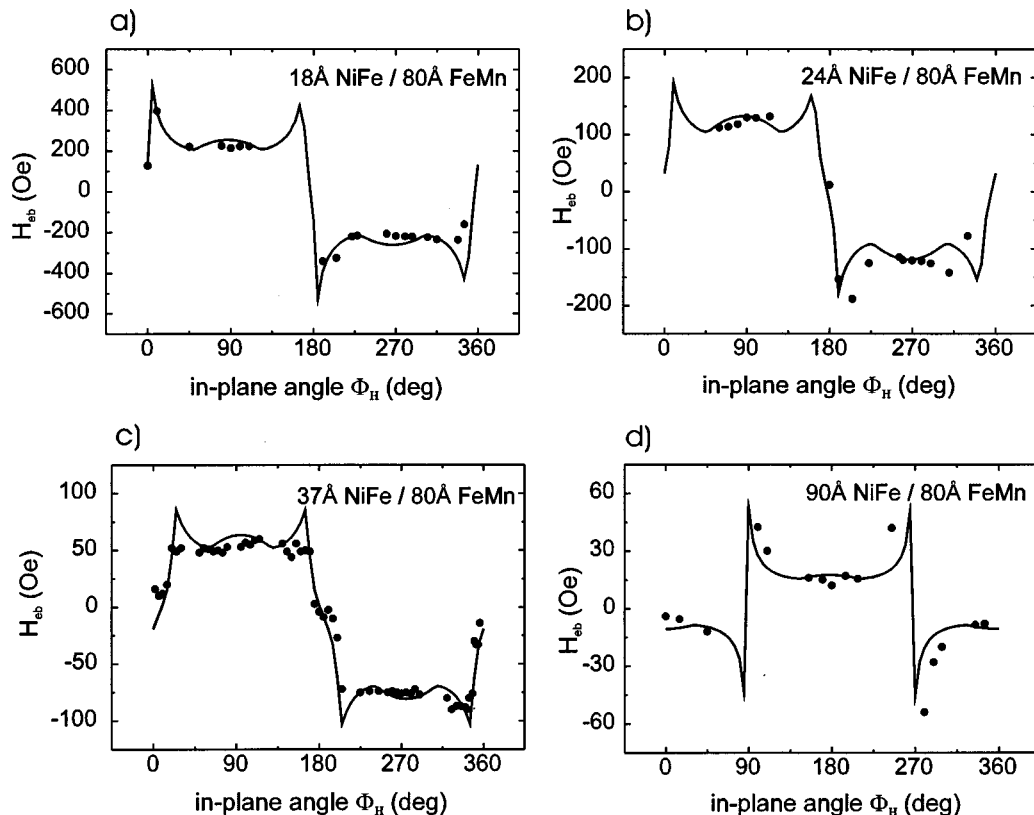 a)
18Å NiFe / 80Å FeMn
600
400
200
0
-200
-400
-600
H_eb (Oe)
0 90 180 270 360
in-plane angle Φ_H (deg)
b)
24Å NiFe / 80Å FeMn
200
100
0
-100
-200
H_eb (Oe)
0 90 180 270 360
in-plane angle Φ_H (deg)
c)
37Å NiFe / 80Å FeMn
100
50
0
-50
-100
H_eb (Oe)
0 90 180 270 360
in-plane angle Φ_H (deg)
d)
90Å NiFe / 80Å FeMn
60
30
0
-30
-60
H_eb (Oe)
0 90 180 270 360
in-plane angle Φ_H (deg)